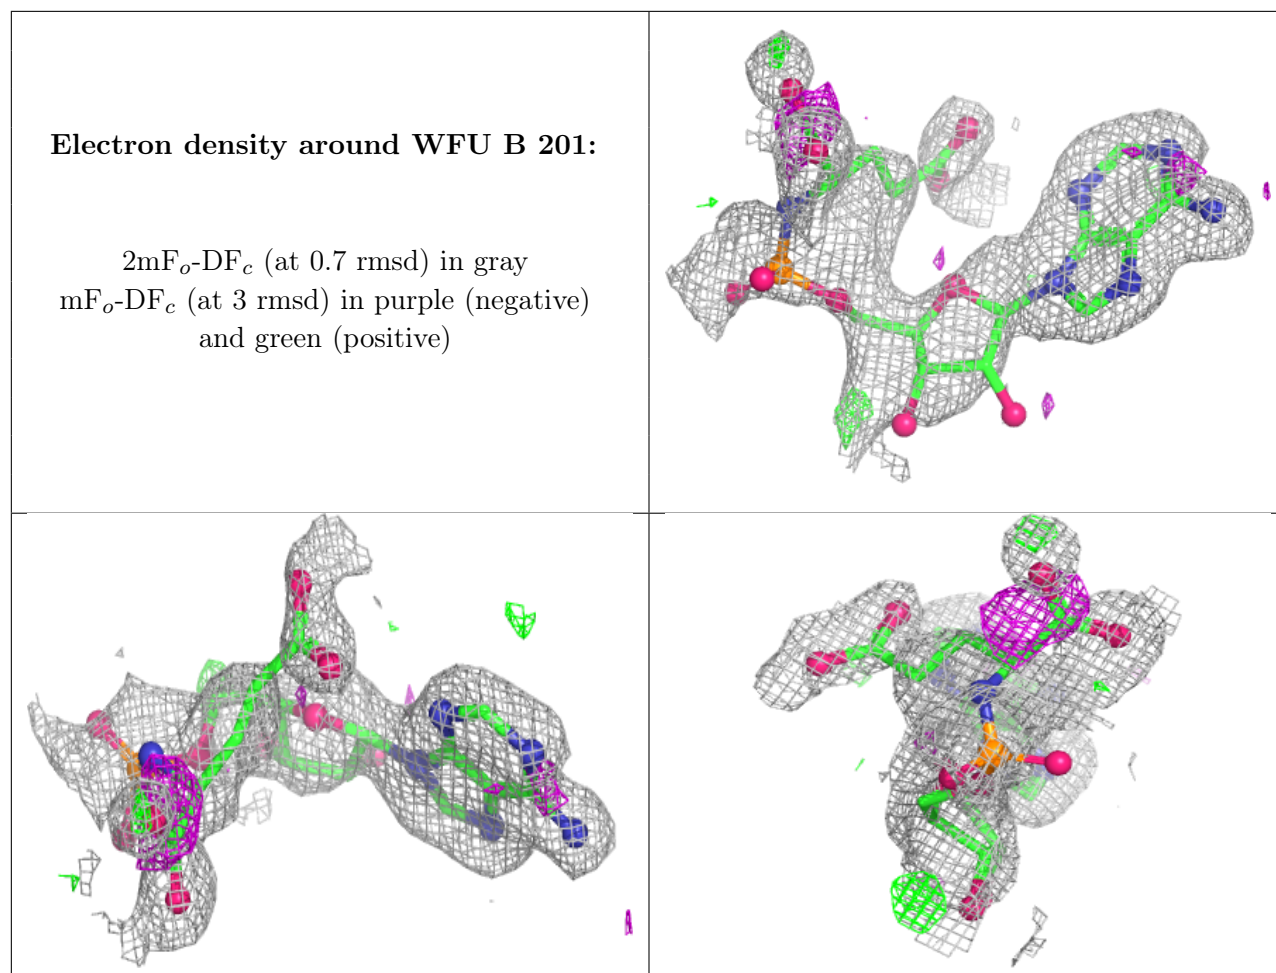 Electron density around WFU B 201:
2mFo-DFc (at 0.7 rmsd) in gray
mFo-DFc (at 3 rmsd) in purple (negative)
and green (positive)